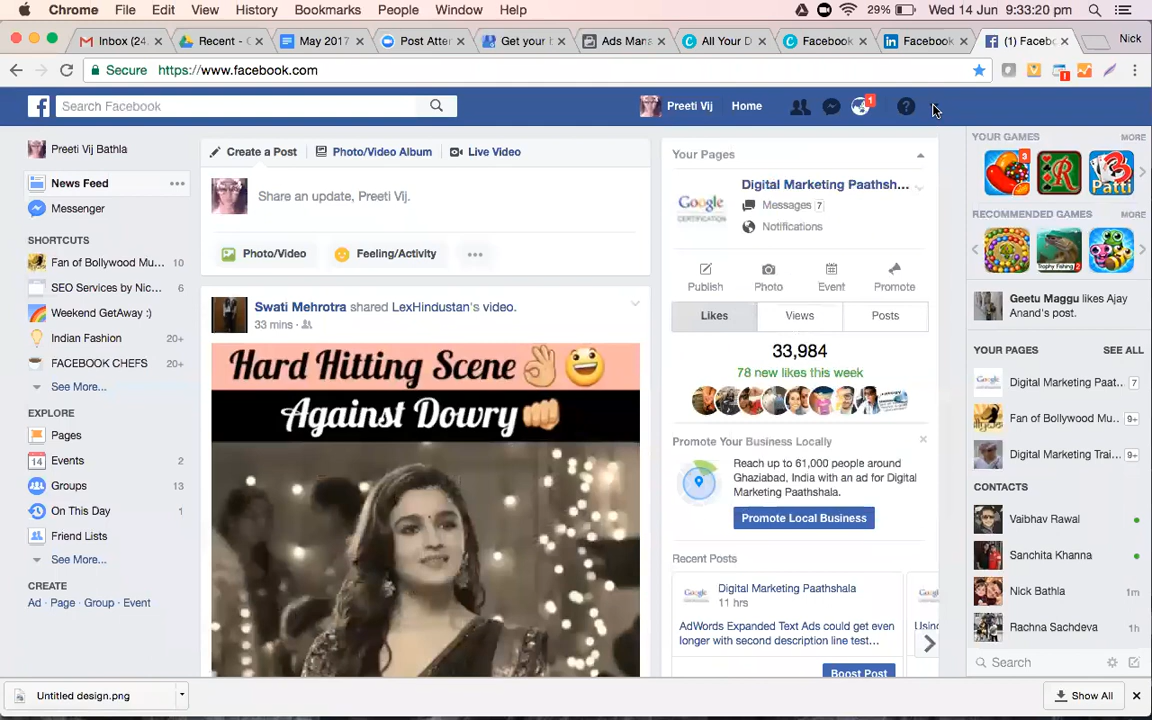 Chrome File Edit View History Bookmarks People Window Help 29% Wed 14 Jun 9:33:20 pm
Inbox (24. Recent - May 2017 Post Atter Get your Ads Mana All Your D Facebook Facebook (1) Faceb Nick
Secure https://www.facebook.com
Search Facebook Preeti Vij Home 1 ?
Preeti Vij Bathla
News Feed
Messenger
SHORTCUTS
Fan of Bollywood Mu... 10
SEO Services by Nic... 6
Weekend GetAway :)
Indian Fashion 20+
FACEBOOK CHEFS 20+
See More...
EXPLORE
Pages
14 Events 2
Groups 13
On This Day 1
Friend Lists
See More...
CREATE
Ad · Page · Group · Event
Create a Post Photo/Video Album Live Video
Share an update, Preeti Vij.
Photo/Video Feeling/Activity
Swati Mehrotra shared LexHindustan's video.
33 mins ·
Hard Hitting Scene
Against Dowry
Your Pages
Google
CERTIFICATION
Digital Marketing Paathsh...
Messages 7
Notifications
Publish Photo Event Promote
Likes Views Posts
33,984
78 new likes this week
Promote Your Business Locally
Reach up to 61,000 people around
Ghaziabad, India with an ad for Digital
Marketing Paathshala.
Promote Local Business
Recent Posts
Google
Digital Marketing Paathshala
11 hrs
AdWords Expanded Text Ads could get even
longer with second description line test...
Boost Post
YOUR GAMES MORE
3
R
3
Patti
RECOMMENDED GAMES MORE
Geetu Maggu likes Ajay
Anand's post.
YOUR PAGES SEE ALL
Digital Marketing Paat... 7
Fan of Bollywood Mu.. 9+
Digital Marketing Trai... 9+
CONTACTS
Vaibhav Rawal
Sanchita Khanna
Nick Bathla 1m
Rachna Sachdeva 1h
Search
Untitled design.png Show All